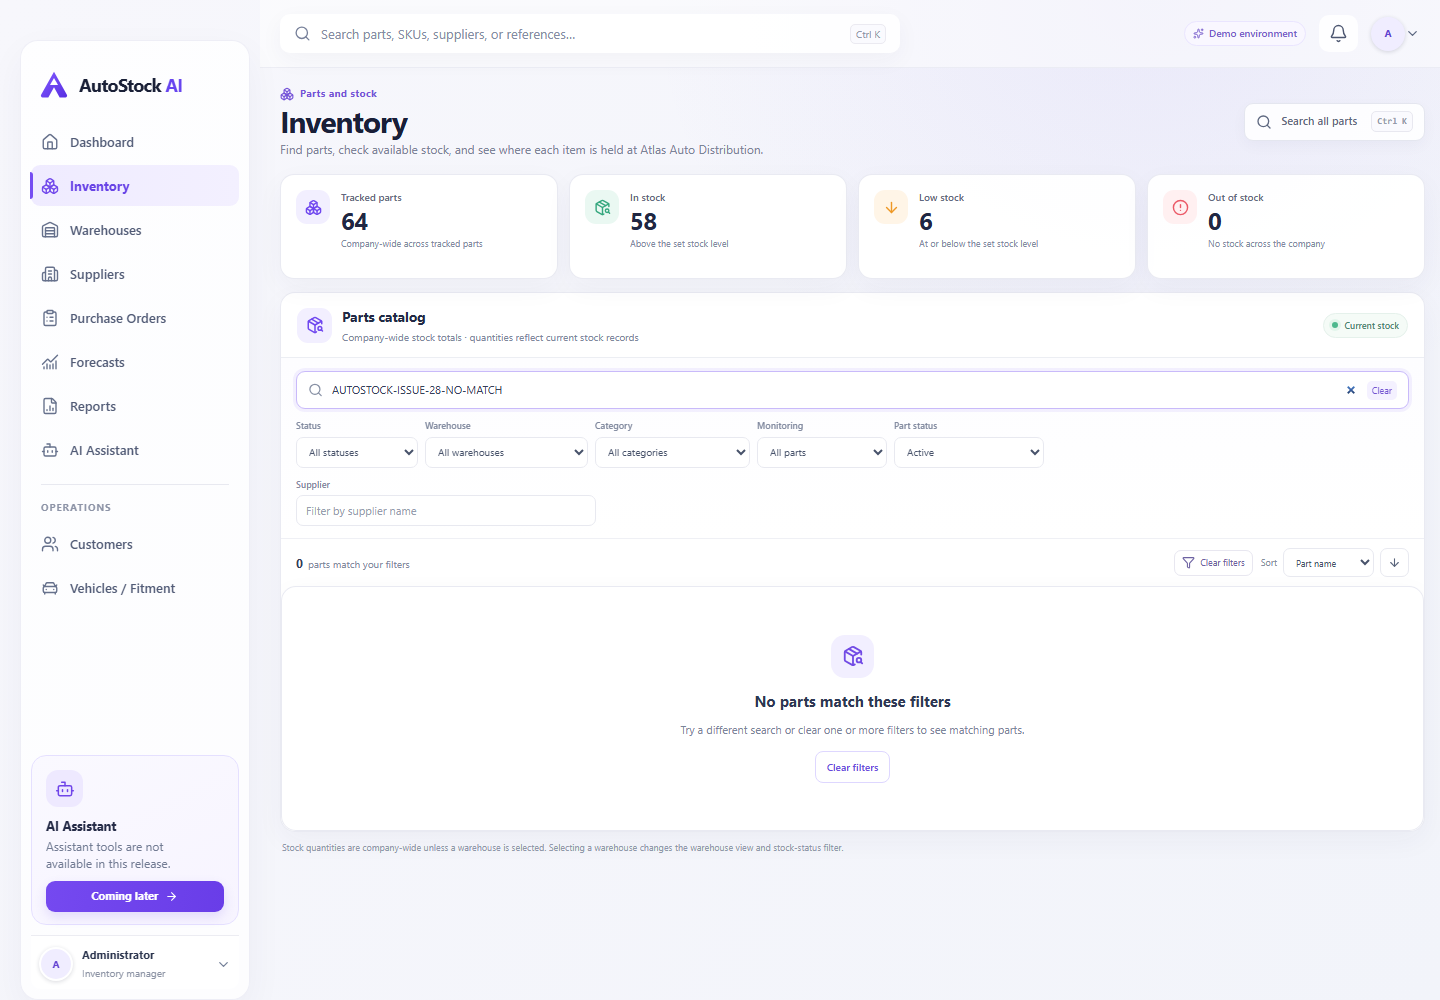 AutoStock AI
Dashboard
Inventory
Warehouses
Suppliers
Purchase Orders
Forecasts
Reports
AI Assistant
OPERATIONS
Customers
Vehicles / Fitment
AI Assistant
Assistant tools are not
available in this release.
Coming later
A
Administrator
Inventory manager
Search parts, SKUs, suppliers, or references...
Ctrl K
Demo environment
A
Parts and stock
Inventory
Find parts, check available stock, and see where each item is held at Atlas Auto Distribution.
Search all parts
Ctrl K
Tracked parts
64
Company-wide across tracked parts
In stock
58
Above the set stock level
Low stock
6
At or below the set stock level
Out of stock
0
No stock across the company
Parts catalog
Company-wide stock totals · quantities reflect current stock records
Current stock
AUTOSTOCK-ISSUE-28-NO-MATCH
Clear
Status
Warehouse
Category
Monitoring
Part status
All statuses
All warehouses
All categories
All parts
Active
Supplier
Filter by supplier name
0 parts match your filters
Clear filters
Sort
Part name
No parts match these filters
Try a different search or clear one or more filters to see matching parts.
Clear filters
Stock quantities are company-wide unless a warehouse is selected. Selecting a warehouse changes the warehouse view and stock-status filter.